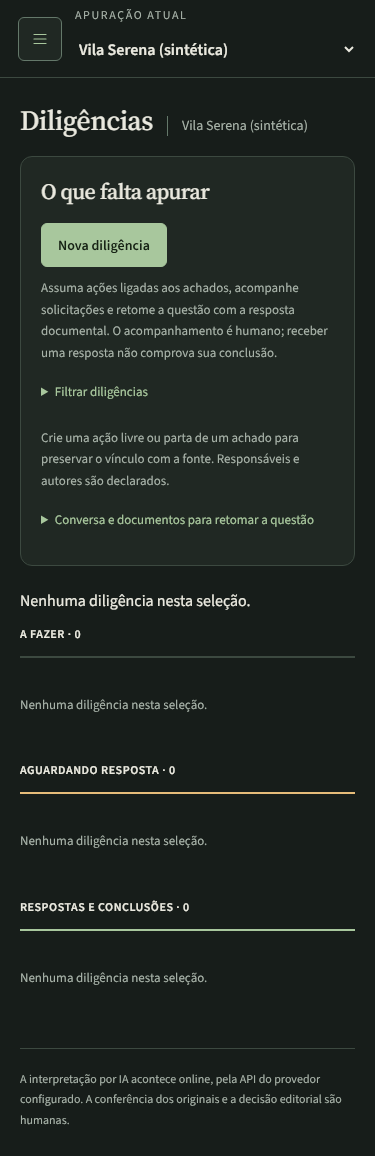 APURAÇÃO ATUAL
Vila Serena (sintética)
Diligências
Vila Serena (sintética)
O que falta apurar
Nova diligência
Assuma ações ligadas aos achados, acompanhe
solicitações e retome a questão com a resposta
documental. O acompanhamento é humano; receber
uma resposta não comprova sua conclusão.
Filtrar diligências
Crie uma ação livre ou parta de um achado para
preservar o vínculo com a fonte. Responsáveis e
autores são declarados.
Conversa e documentos para retomar a questão
Nenhuma diligência nesta seleção.
A FAZER · 0
Nenhuma diligência nesta seleção.
AGUARDANDO RESPOSTA · 0
Nenhuma diligência nesta seleção.
RESPOSTAS E CONCLUSÕES · 0
Nenhuma diligência nesta seleção.
A interpretação por IA acontece online, pela API do provedor
configurado. A conferência dos originais e a decisão editorial são
humanas.